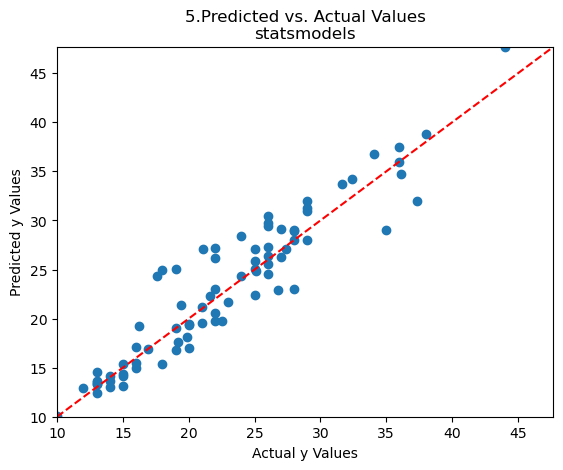 5.Predicted vs. Actual Values
statsmodels
45
40
35
30
25
20
15
10
Predicted y Values
10 15 20 25 30 35 40 45
Actual y Values